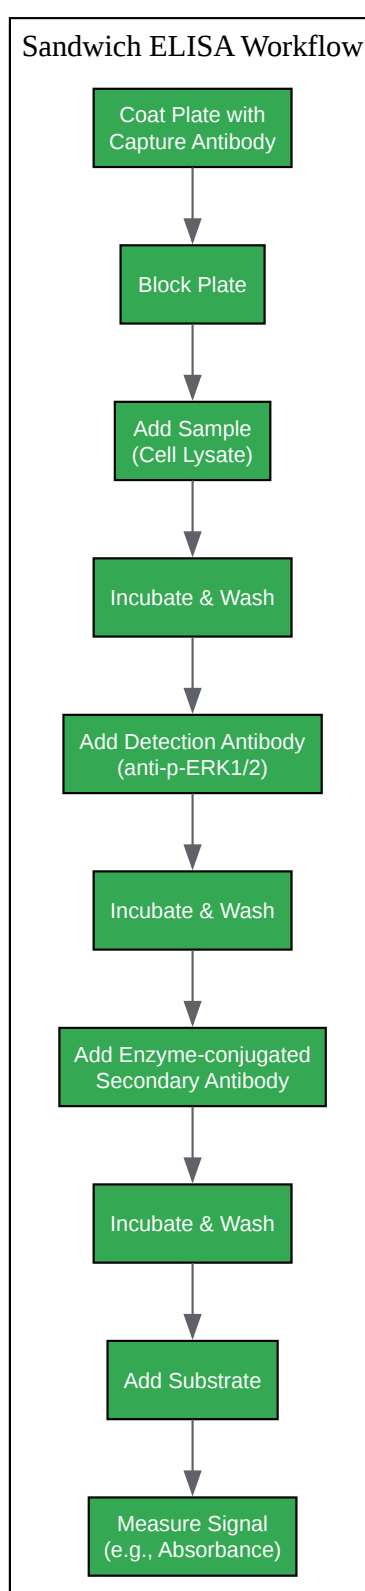 Sandwich ELISA Workflow
Coat Plate with
Capture Antibody
Block Plate
Add Sample
(Cell Lysate)
Incubate & Wash
Add Detection Antibody
(anti-p-ERK1/2)
Incubate & Wash
Add Enzyme-conjugated
Secondary Antibody
Incubate & Wash
Add Substrate
Measure Signal
(e.g., Absorbance)